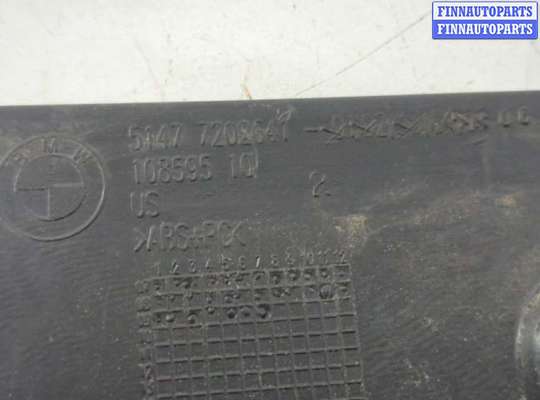 FINNAUTOPARTS
FINNAUTOPARTS
BMW
5147 7202647
108595 10
US
2
>ABS+PC<
1 2 3 4 5 6 7 8 9 10 11 12